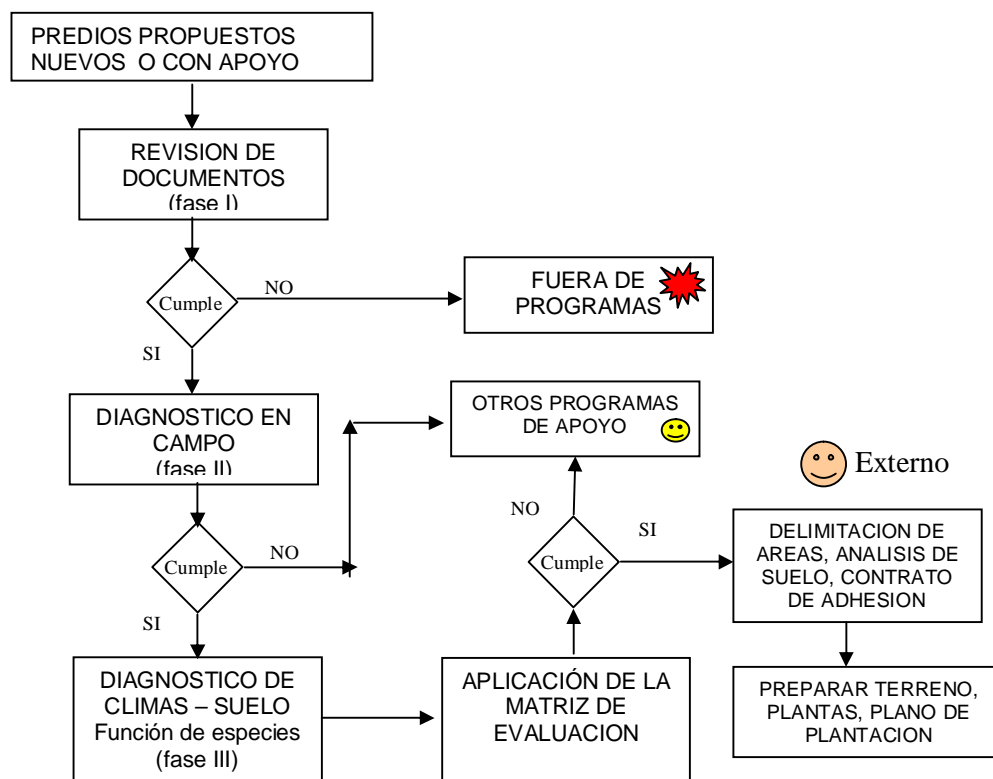 PREDIOS PROPUESTOS
NUEVOS O CON APOYO
REVISION DE
DOCUMENTOS
(fase I)
Cumple
NO
FUERA DE
PROGRAMAS
SI
DIAGNOSTICO EN
CAMPO
(fase II)
OTROS PROGRAMAS
DE APOYO
Cumple
NO
SI
DIAGNOSTICO DE
CLIMAS – SUELO
Función de especies
(fase III)
APLICACIÓN DE LA
MATRIZ DE
EVALUACION
Cumple
NO
SI
Externo
DELIMITACION DE
AREAS, ANALISIS DE
SUELO, CONTRATO
DE ADHESION
PREPARAR TERRENO,
PLANTAS, PLANO DE
PLANTACION